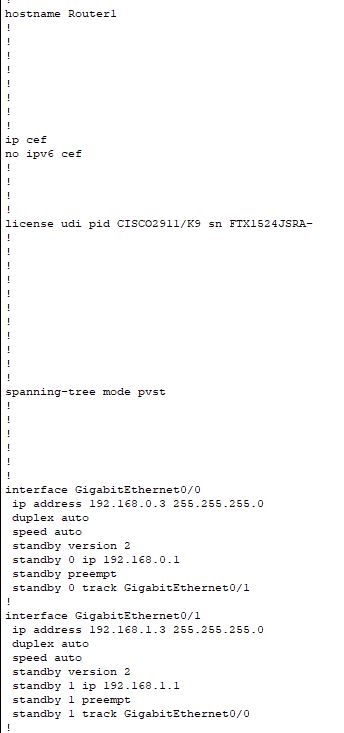 !
hostname Router1
!
!
!
!
!
!
!
!
ip cef
no ipv6 cef
!
!
!
!
license udi pid CISCO2911/K9 sn FTX1524JSRA-
!
!
!
!
!
!
!
!
!
!
!
spanning-tree mode pvst
!
!
!
!
!
!
interface GigabitEthernet0/0
 ip address 192.168.0.3 255.255.255.0
 duplex auto
 speed auto
 standby version 2
 standby 0 ip 192.168.0.1
 standby preempt
 standby 0 track GigabitEthernet0/1
!
interface GigabitEthernet0/1
 ip address 192.168.1.3 255.255.255.0
 duplex auto
 speed auto
 standby version 2
 standby 1 ip 192.168.1.1
 standby 1 preempt
 standby 1 track GigabitEthernet0/0
!